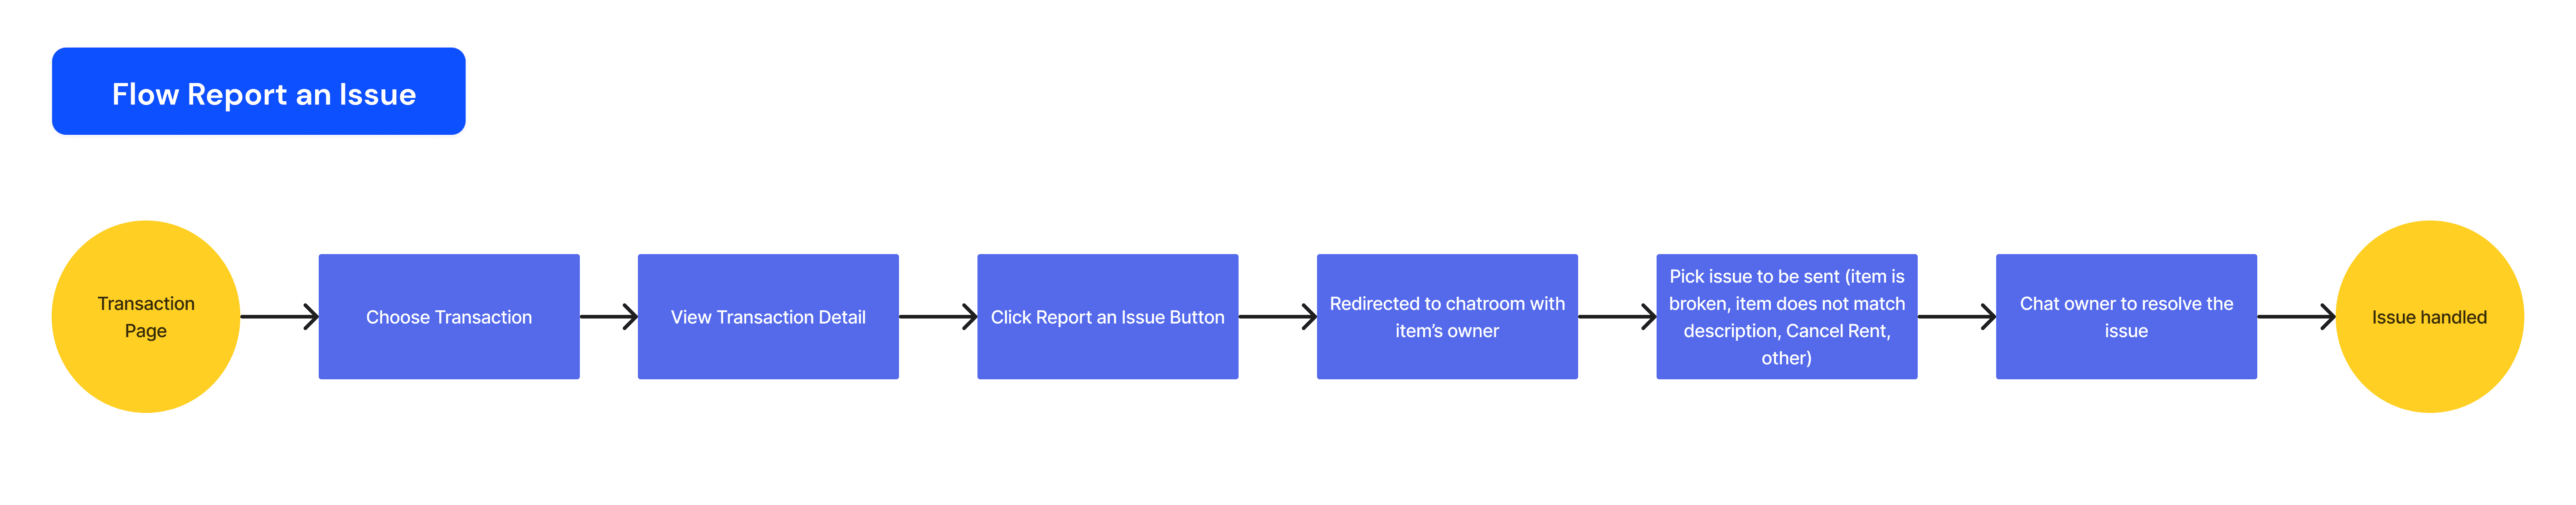 Flow Report an Issue
Transaction
Page
Choose Transaction
View Transaction Detail
Click Report an Issue Button
Redirected to chatroom with
item’s owner
Pick issue to be sent (item is
broken, item does not match
description, Cancel Rent,
other)
Chat owner to resolve the
issue
Issue handled